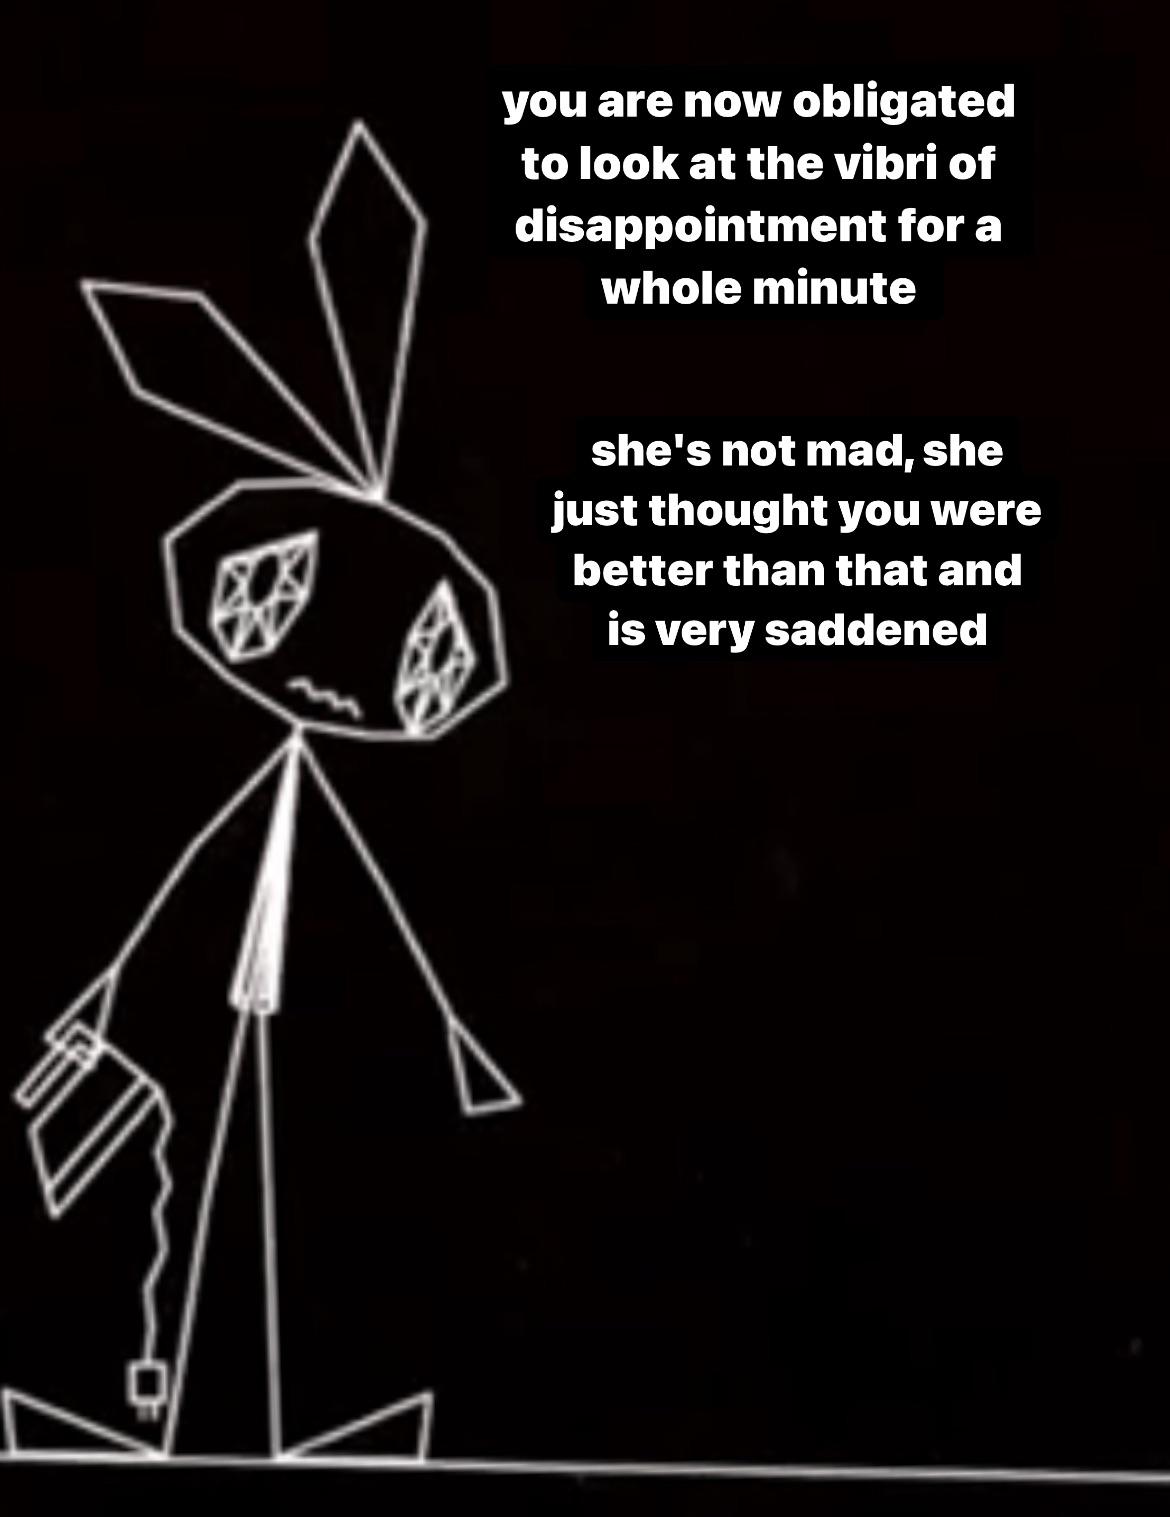 you are now obligated
to look at the vibri of
disappointment for a
whole minute
she's not mad, she
just thought you were
better than that and
is very saddened